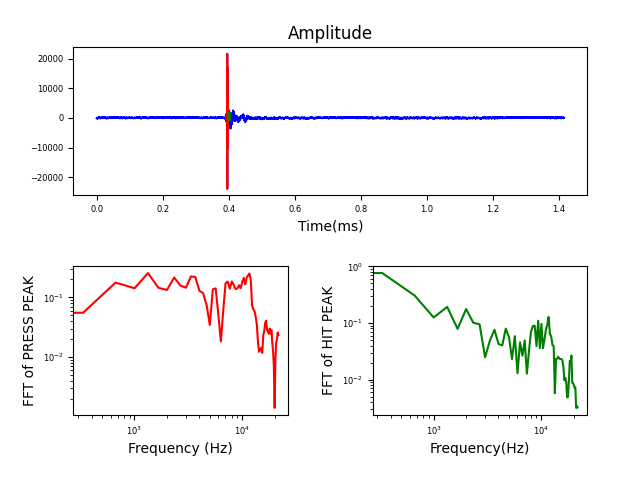 Amplitude
20000
10000
0
−10000
−20000
0.0 0.2 0.4 0.6 0.8 1.0 1.2 1.4
Time(ms)
FFT of PRESS PEAK
10⁻¹
10⁻²
10³ 10⁴
Frequency (Hz)
FFT of HIT PEAK
10⁰
10⁻¹
10⁻²
10³ 10⁴
Frequency(Hz)